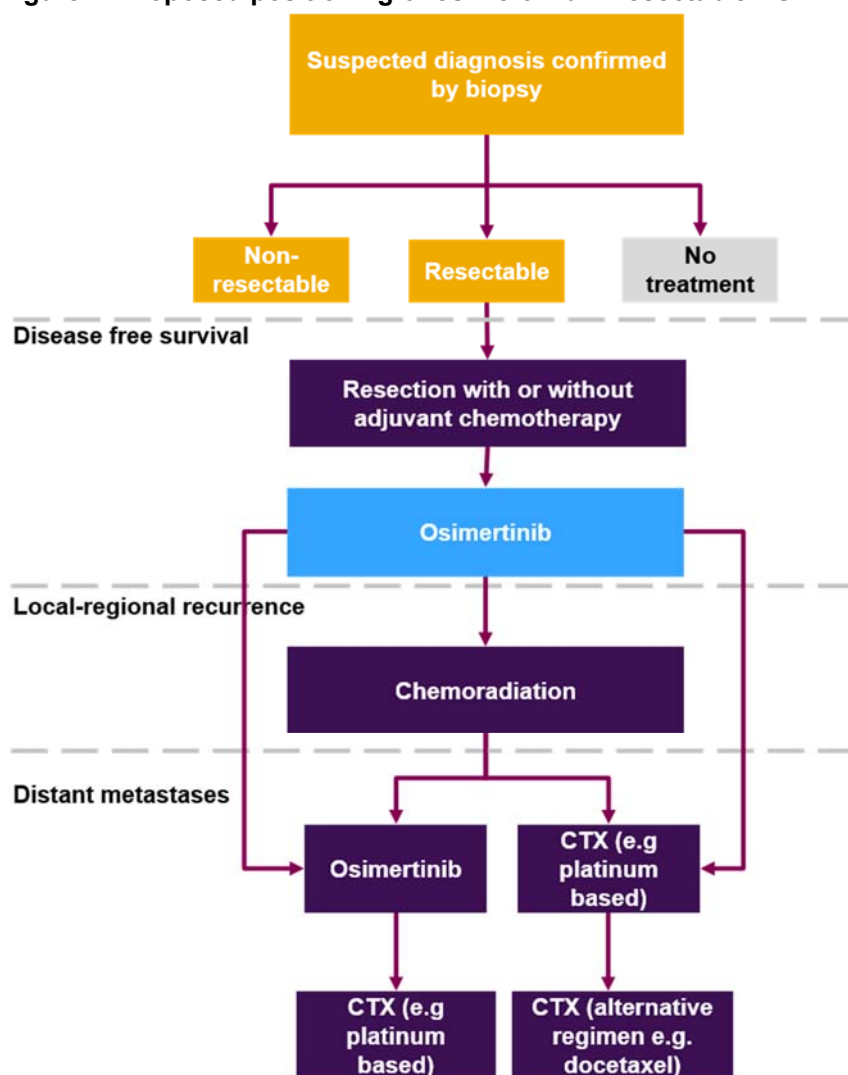 Suspected diagnosis confirmed
by biopsy
Non-
resectable
Resectable
No
treatment
Disease free survival
Resection with or without
adjuvant chemotherapy
Osimertinib
Local-regional recurrence
Chemoradiation
Distant metastases
Osimertinib
CTX (e.g
platinum
based)
CTX (e.g
platinum
based)
CTX (alternative
regimen e.g.
docetaxel)